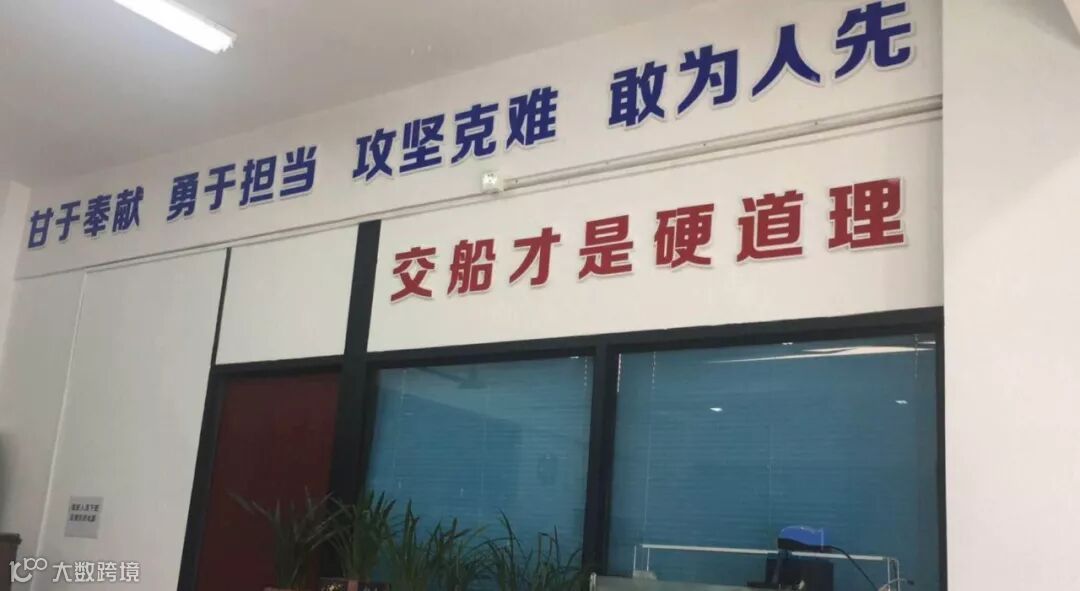 甘于奉献 勇于担当 攻坚克难 敢为人先
交船才是硬道理
大数跨境